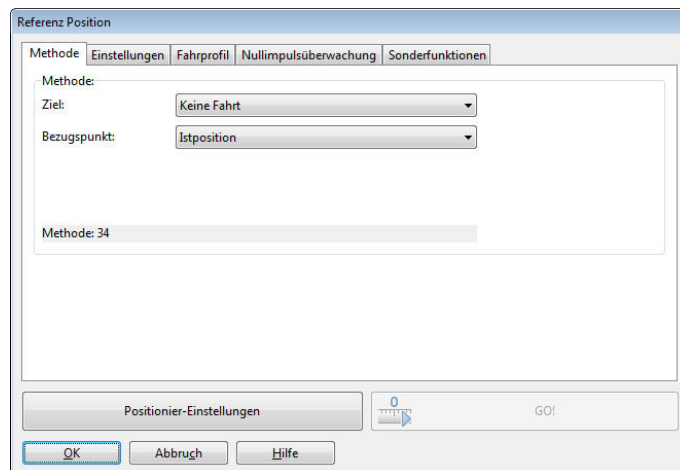 Referenz Position
Methode Einstellungen Fahrprofil Nullimpulsüberwachung Sonderfunktionen
Methode:
Ziel: Keine Fahrt
Bezugspunkt: Istposition
Methode: 34
Positionier-Einstellungen 0 GO!
OK Abbruch Hilfe